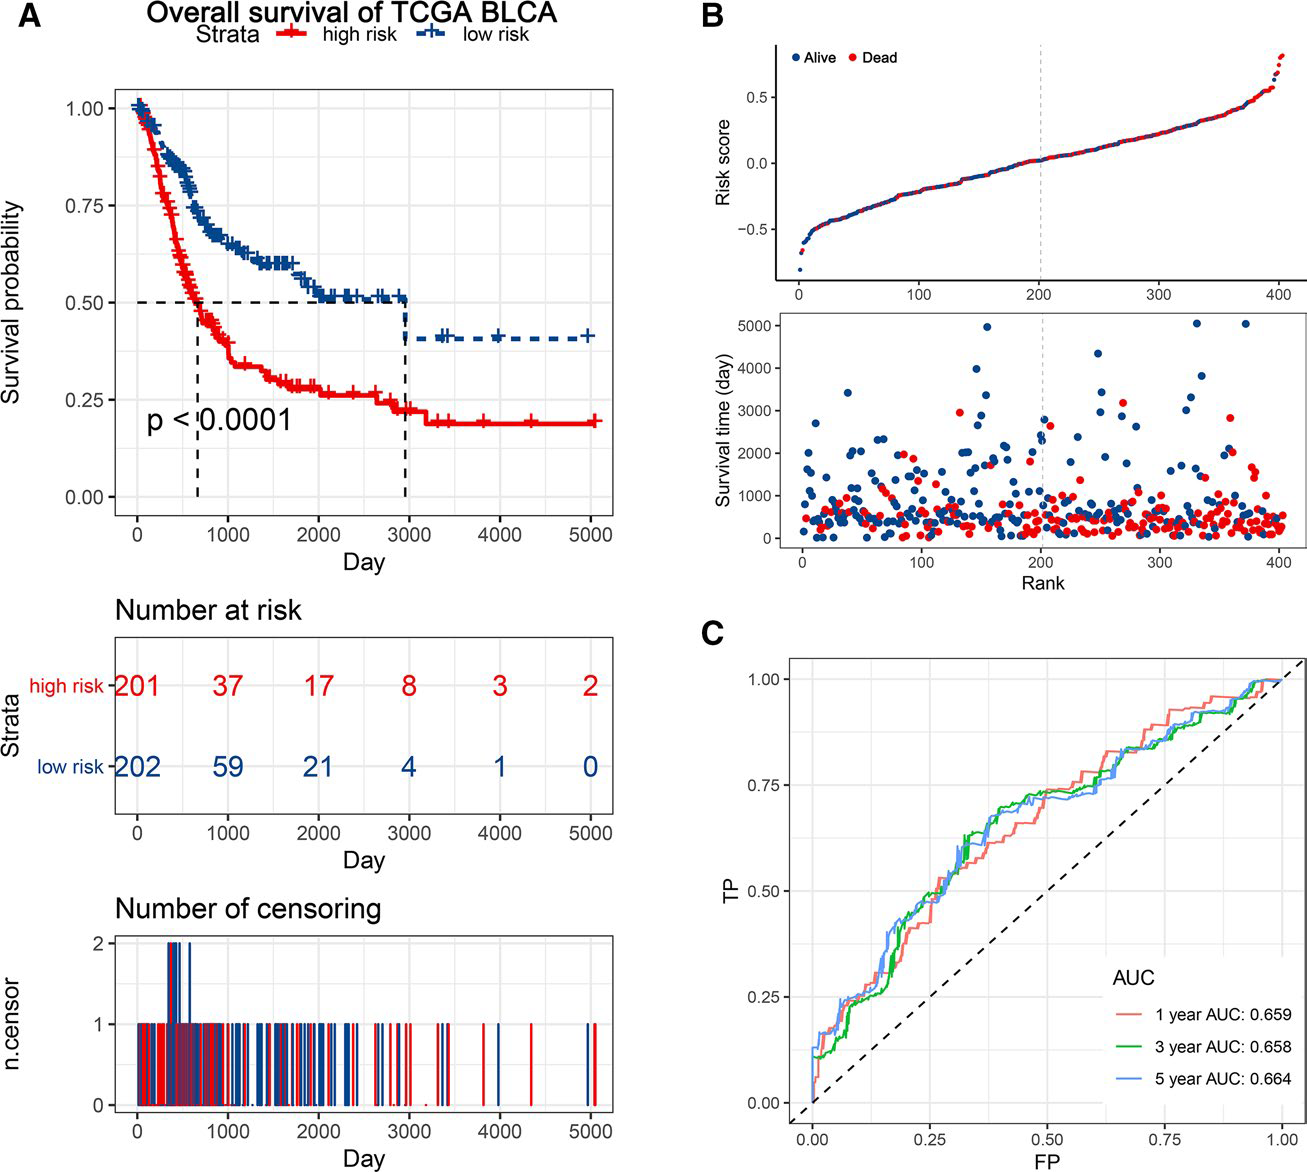 A
Overall survival of TCGA BLCA
Strata high risk low risk
Survival probability
1.00
0.75
0.50
0.25
0.00
p < 0.0001
0 1000 2000 3000 4000 5000
Day
Number at risk
Strata
high risk 201 37 17 8 3 2
low risk 202 59 21 4 1 0
0 1000 2000 3000 4000 5000
Day
Number of censoring
n.censor
2
1
0
0 1000 2000 3000 4000 5000
Day
B
Alive Dead
Risk score
0.5
0.0
−0.5
0 100 200 300 400
Survival time (day)
5000
4000
3000
2000
1000
0
0 100 200 300 400
Rank
C
TP
1.00
0.75
0.50
0.25
0.00
AUC
1 year AUC: 0.659
3 year AUC: 0.658
5 year AUC: 0.664
0.00 0.25 0.50 0.75 1.00
FP